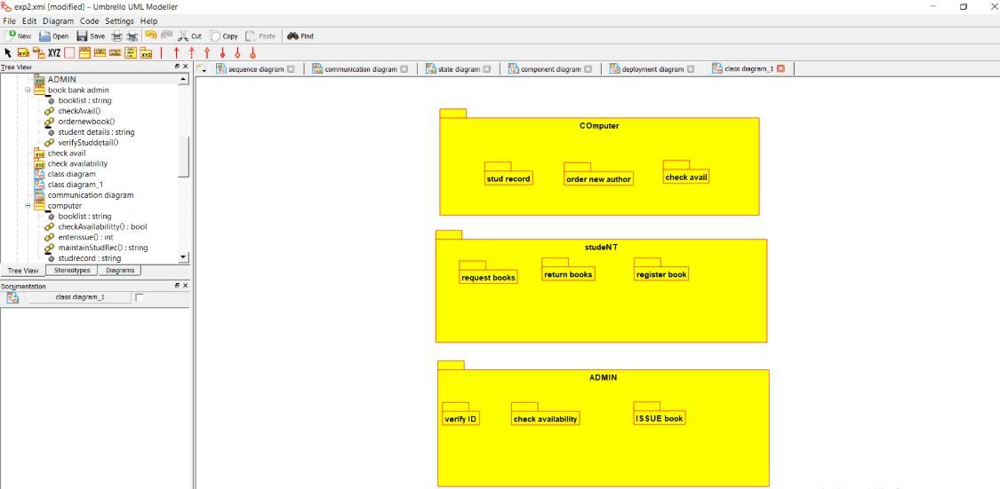 exp2.xmi [modified] – Umbrello UML Modeller
File Edit Diagram Code Settings Help
New Open Save Cut Copy Paste Find
XYZ
Tree View
sequence diagram communication diagram state diagram component diagram deployment diagram class diagram_1
ADMIN
book bank admin
booklist : string
checkAvail()
ordernewbook()
student details : string
verifyStuddetail()
check avail
check availability
class diagram
class diagram_1
communication diagram
computer
booklist : string
checkAvailabilitty() : bool
enterissue() : int
maintainStudRec() : string
studrecord : string
Tree View Stereotypes Diagrams
Documentation
class diagram_1
COmputer
stud record order new author check avail
studeNT
request books return books register book
ADMIN
verify ID check availability ISSUE book